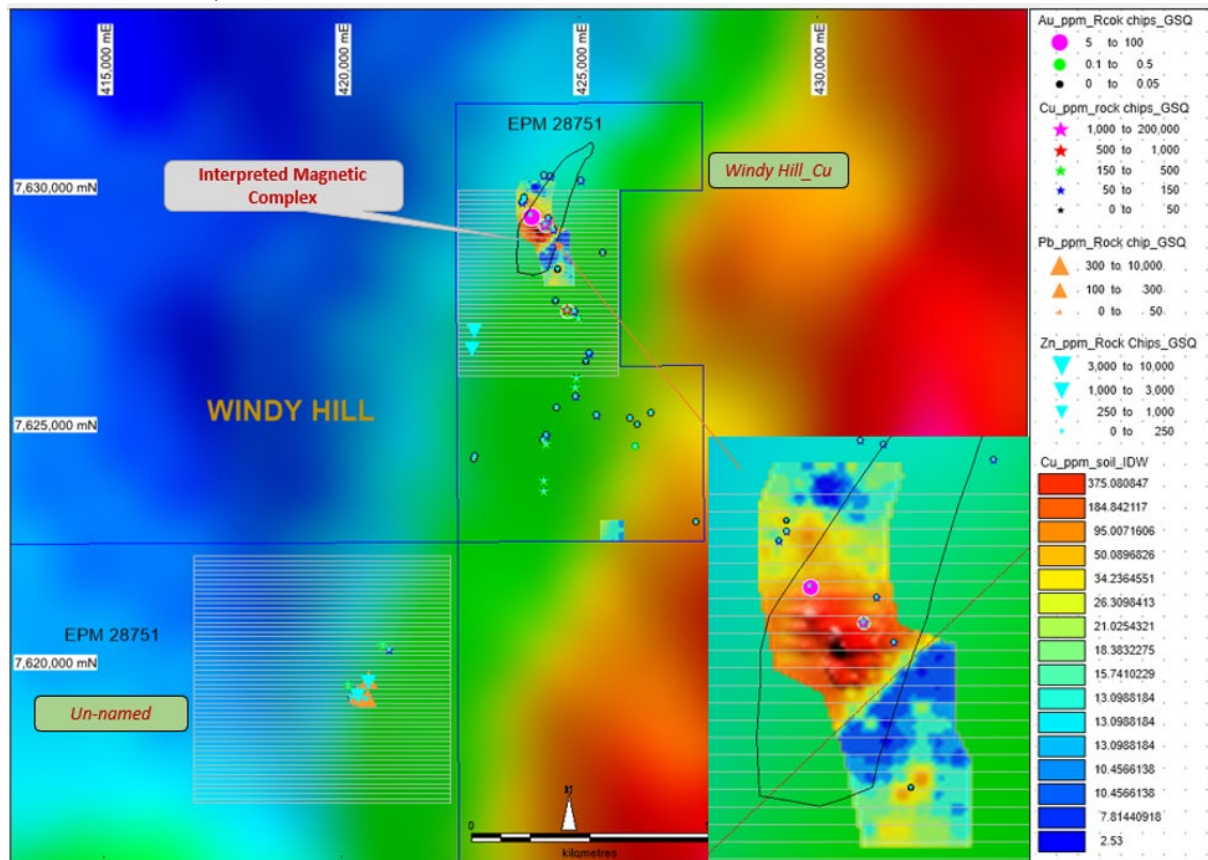 415,000 mE
420,000 mE
425,000 mE
430,000 mE
EPM 28751
Interpreted Magnetic
Complex
Windy Hill_Cu
7,630,000 mN
WINDY HILL
7,625,000 mN
EPM 28751
7,620,000 mN
Un-named
0
kilometres
Au_ppm_Rcok chips_GSQ
5 to 100
0.1 to 0.5
0 to 0.05
Cu_ppm_rock chips_GSQ
1,000 to 200,000
500 to 1,000
150 to 500
50 to 150
0 to 50
Pb_ppm_Rock chip_GSQ
300 to 10,000
100 to 300
0 to 50
Zn_ppm_Rock Chips_GSQ
3,000 to 10,000
1,000 to 3,000
250 to 1,000
0 to 250
Cu_ppm_soil_IDW
375.080847
184.842117
95.0071606
50.0896826
34.2364551
26.3098413
21.0254321
18.3832275
15.7410229
13.0988184
13.0988184
13.0988184
10.4566138
10.4566138
7.81440918
2.53